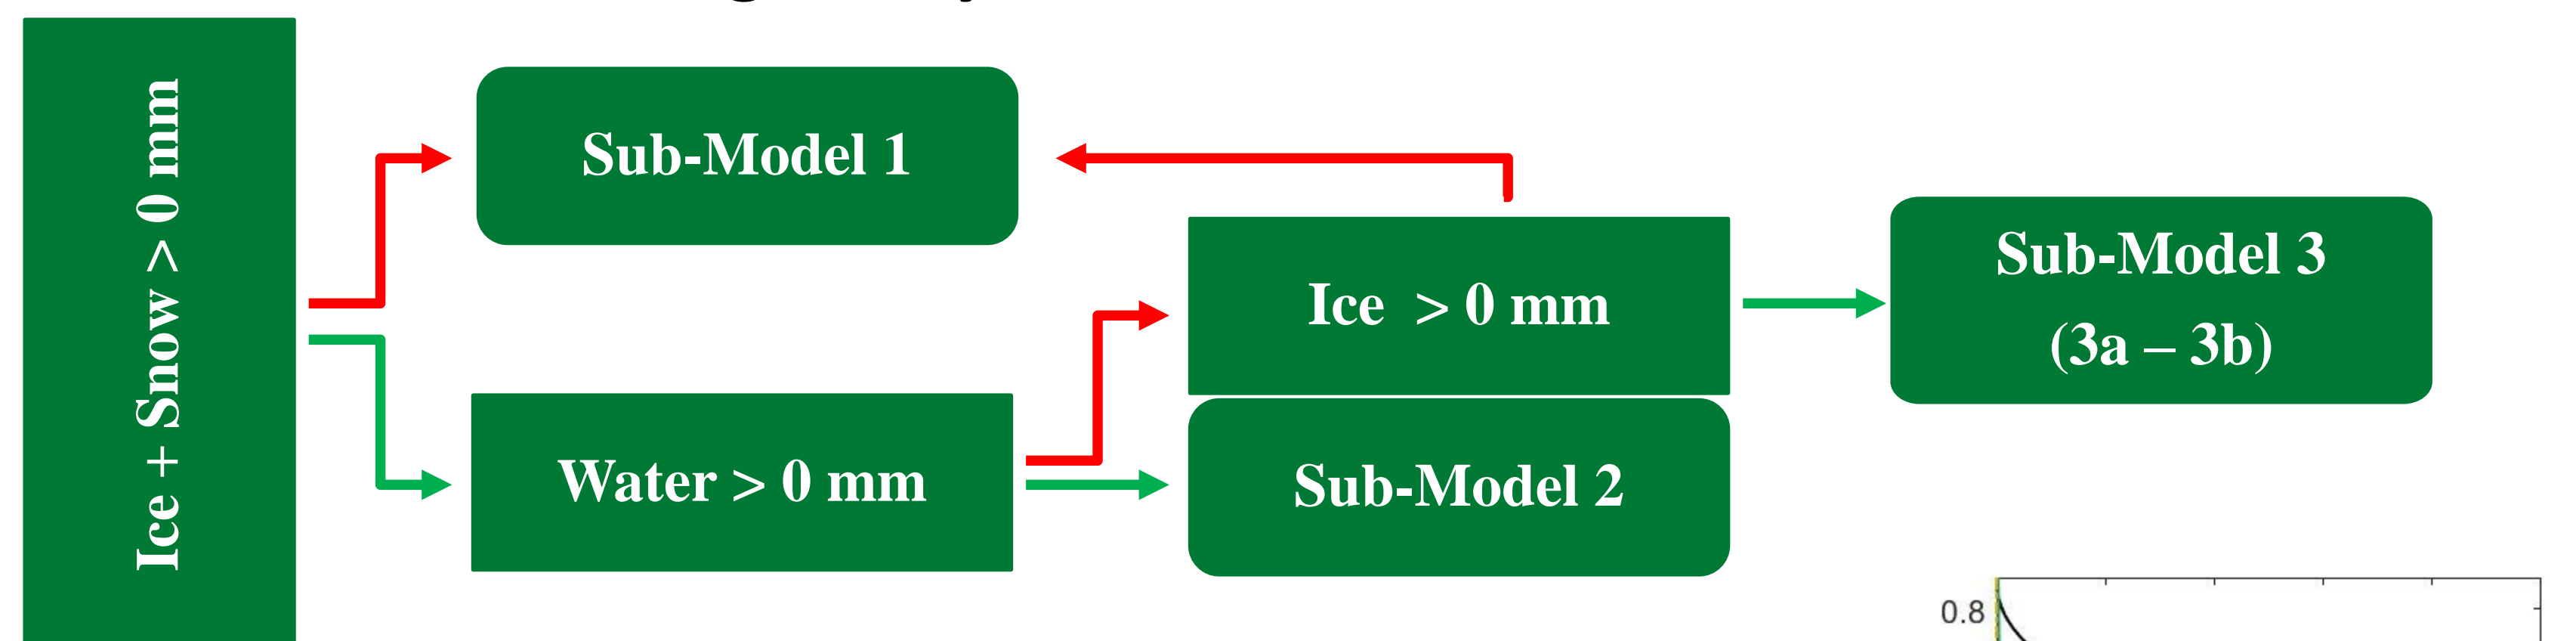 Ice + Snow > 0 mm
Sub-Model 1
Water > 0 mm
Ice > 0 mm
Sub-Model 2
Sub-Model 3
(3a – 3b)
0.8